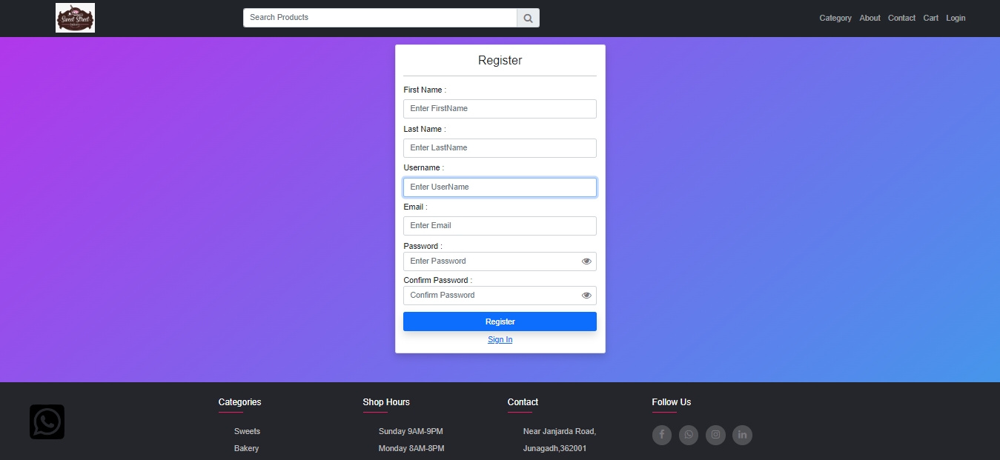 Sweet Street
bakery
Search Products
Category About Contact Cart Login
Register
First Name :
Enter FirstName
Last Name :
Enter LastName
Username :
Enter UserName
Email :
Enter Email
Password :
Enter Password
Confirm Password :
Confirm Password
Register
Sign In
Categories
Sweets
Bakery
Shop Hours
Sunday 9AM-9PM
Monday 8AM-8PM
Contact
Near Janjarda Road,
Junagadh,362001
Follow Us